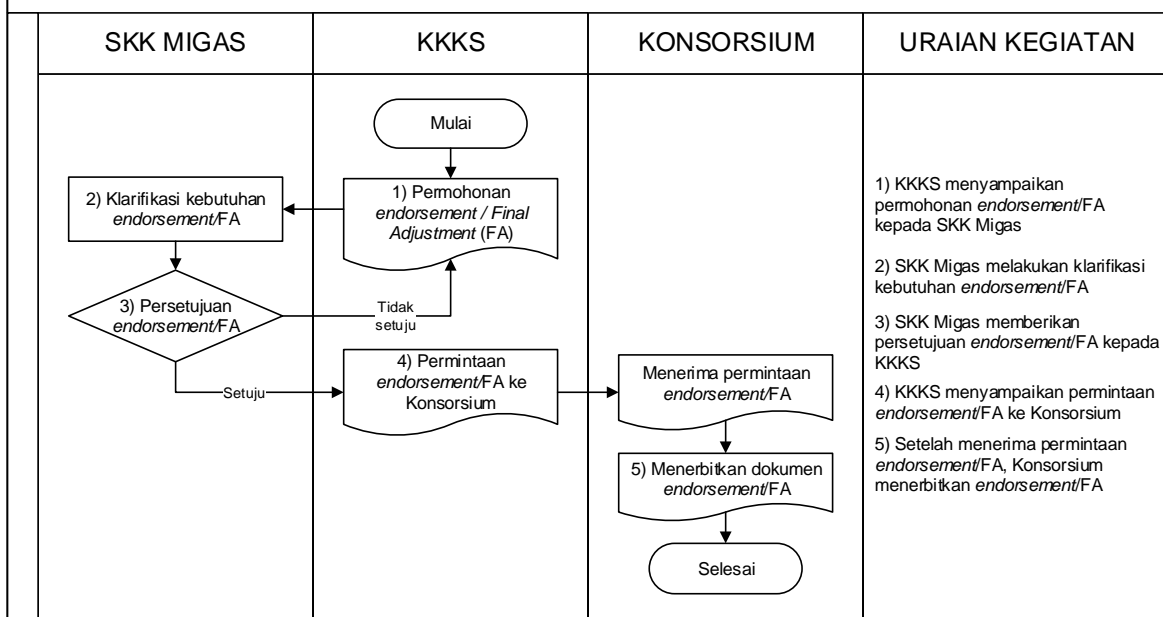 SKK MIGAS
KKKS
KONSORSIUM
URAIAN KEGIATAN
Mulai
1) Permohonan
endorsement / Final
Adjustment (FA)
2) Klarifikasi kebutuhan
endorsement/FA
3) Persetujuan
endorsement/FA
Tidak
setuju
Setuju
4) Permintaan
endorsement/FA ke
Konsorsium
Menerima permintaan
endorsement/FA
5) Menerbitkan dokumen
endorsement/FA
Selesai
1) KKKS menyampaikan
permohonan endorsement/FA
kepada SKK Migas
2) SKK Migas melakukan klarifikasi
kebutuhan endorsement/FA
3) SKK Migas memberikan
persetujuan endorsement/FA kepada
KKKS
4) KKKS menyampaikan permintaan
endorsement/FA ke Konsorsium
5) Setelah menerima permintaan
endorsement/FA, Konsorsium
menerbitkan endorsement/FA